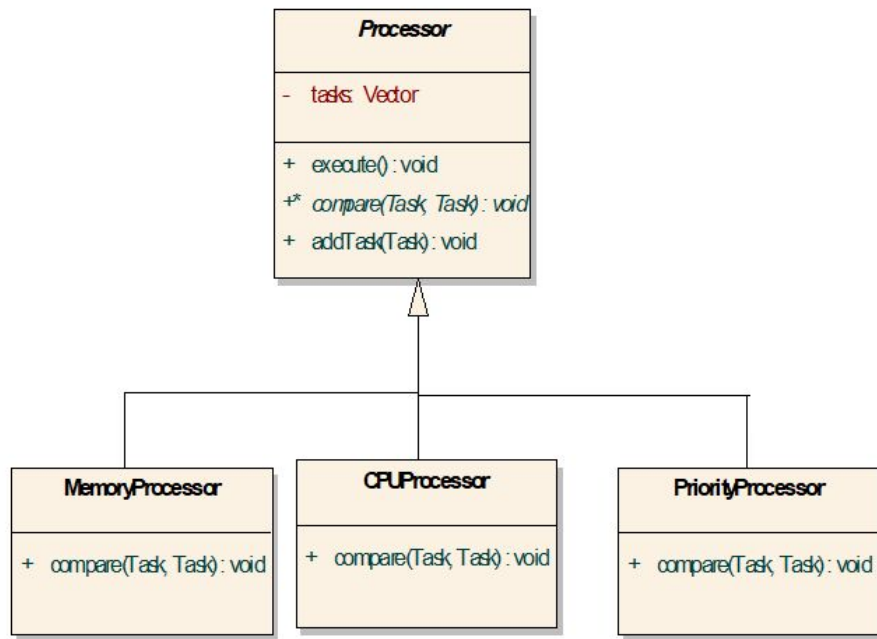 Processor
- tasks: Vector
+ execute() : void
+* compare(Task, Task) : void
+ addTask(Task) : void
MemoryProcessor
+ compare(Task, Task) : void
CPUProcessor
+ compare(Task, Task) : void
PriorityProcessor
+ compare(Task, Task) : void